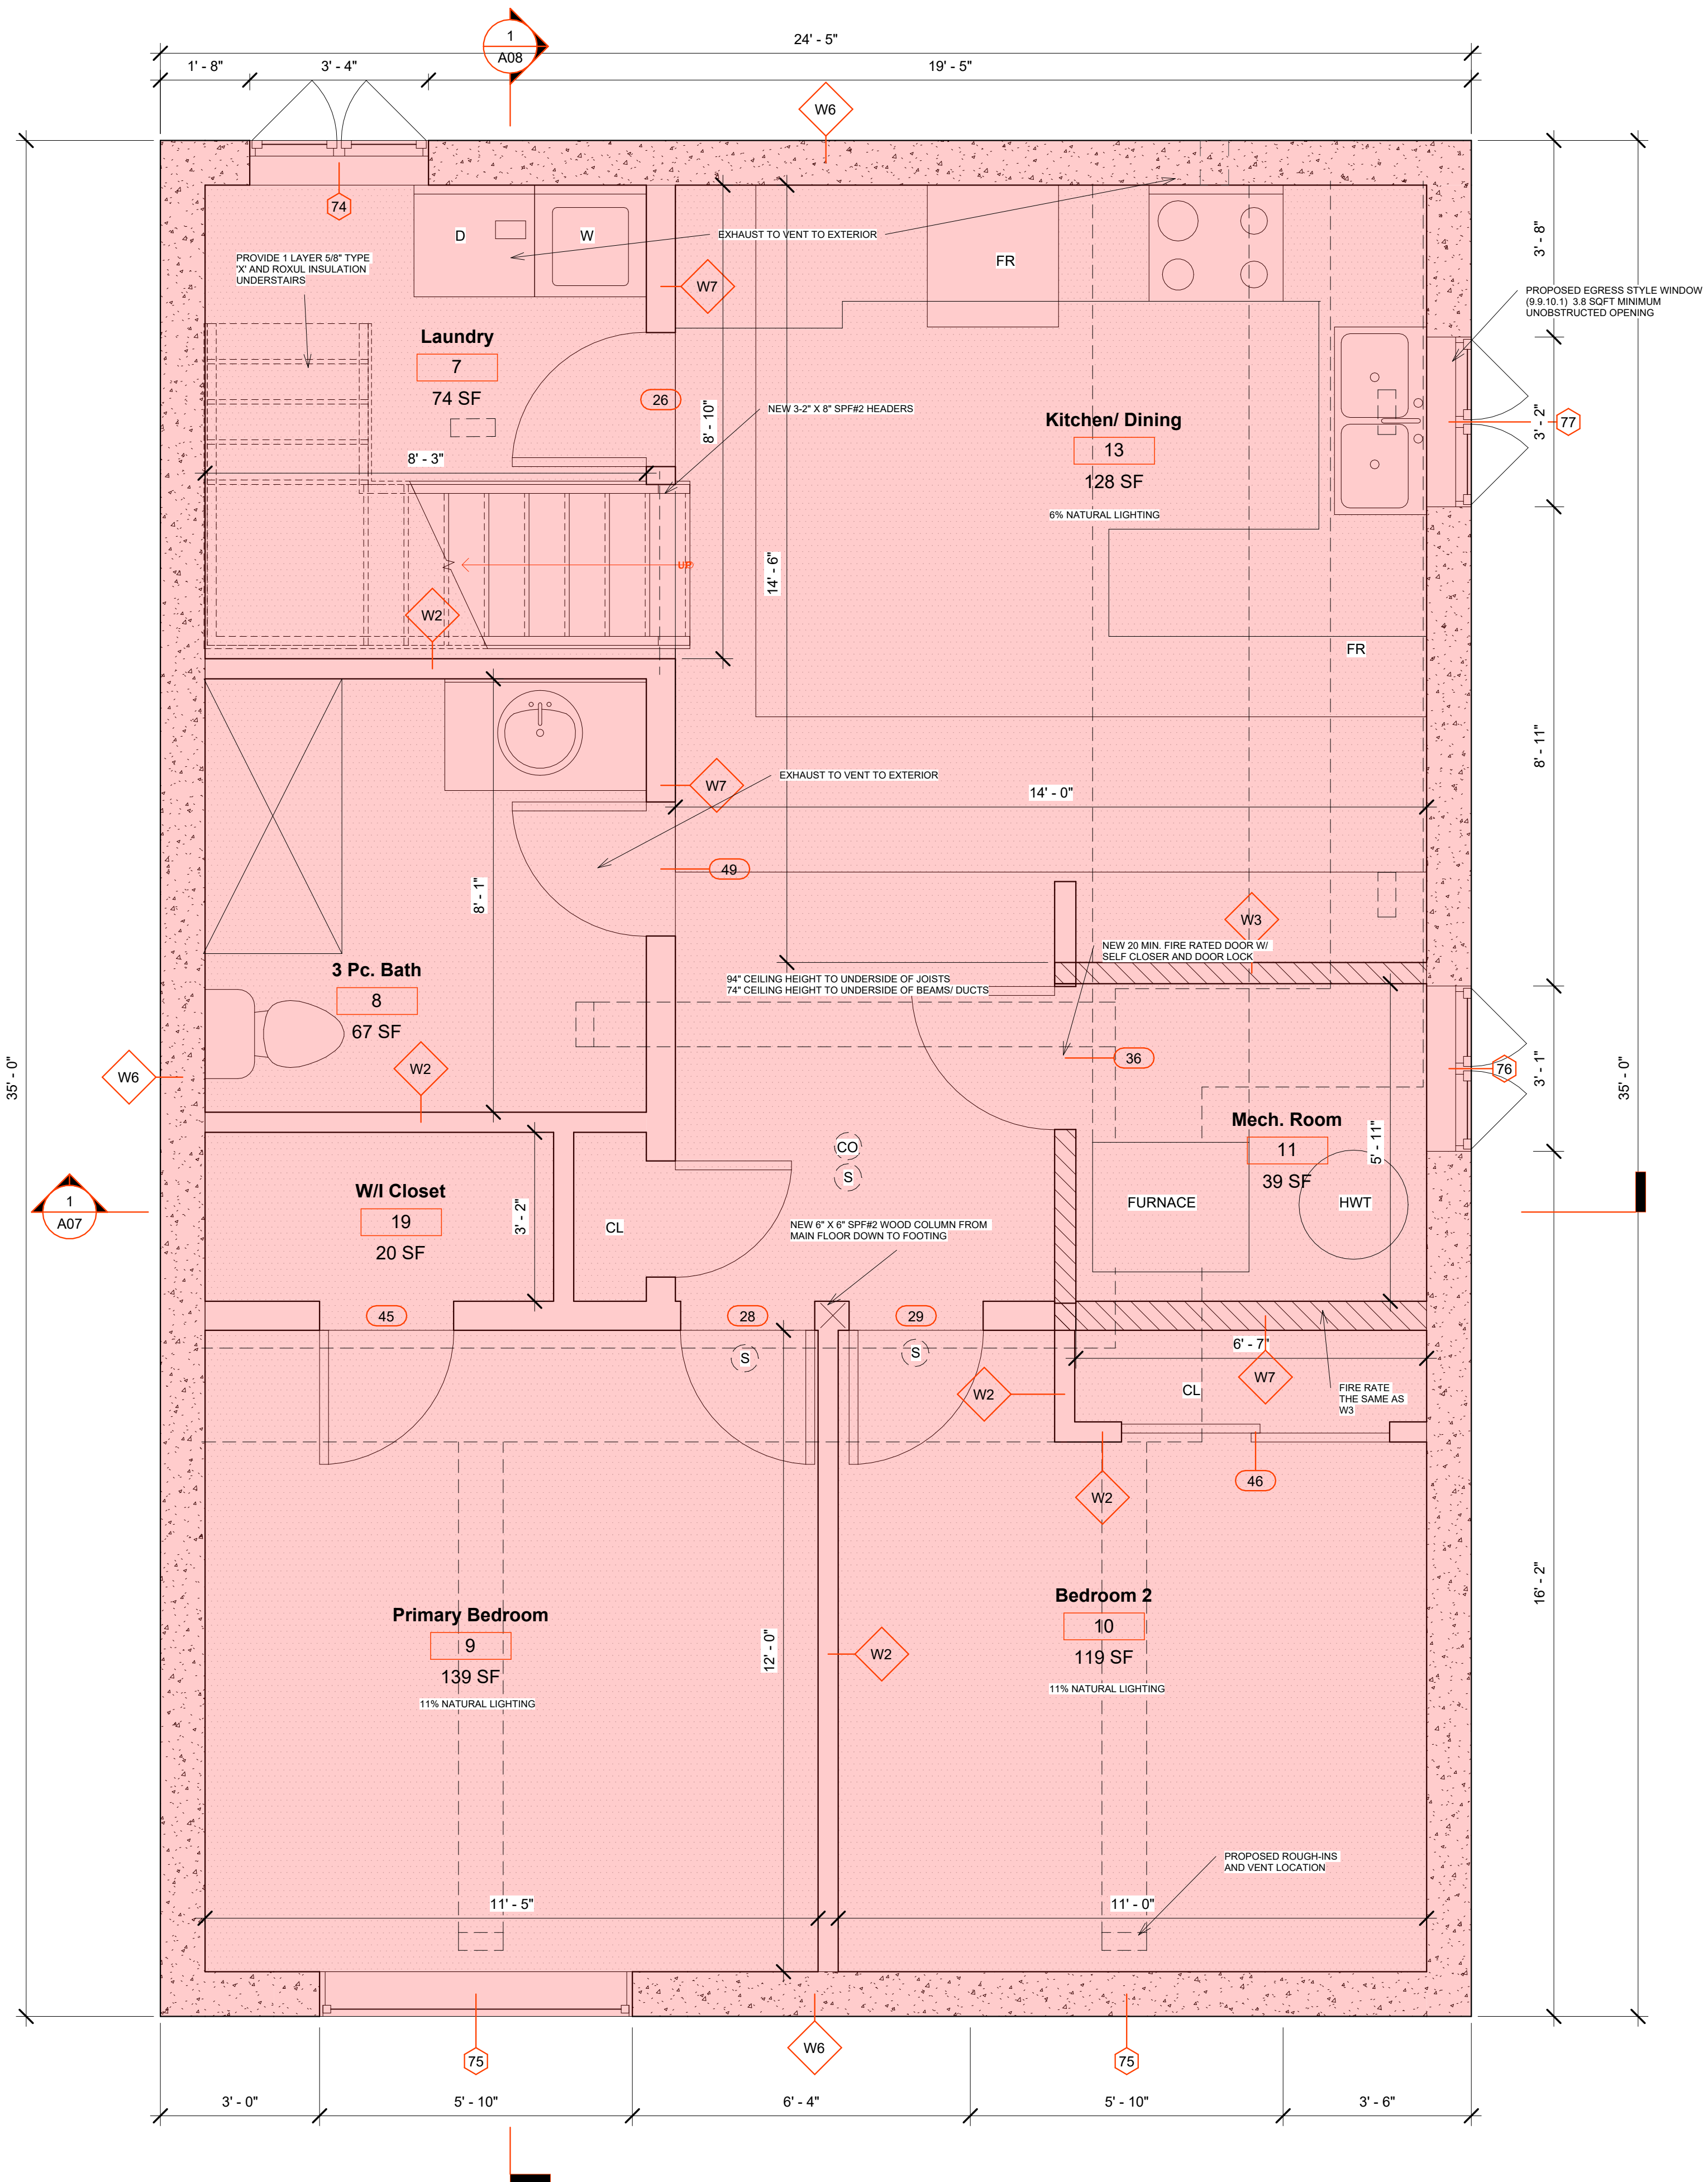 1
A08
24' - 5"
1' - 8"
3' - 4"
19' - 5"
W6
74
D
W
EXHAUST TO VENT TO EXTERIOR
FR
PROVIDE 1 LAYER 5/8" TYPE
'X' AND ROXUL INSULATION
UNDERSTAIRS
W7
3' - 8"
PROPOSED EGRESS STYLE WINDOW
(9.9.10.1) 3.8 SQFT MINIMUM
UNOBSTRUCTED OPENING
Laundry
7
74 SF
26
8' - 10"
NEW 3-2" X 8" SPF#2 HEADERS
Kitchen/ Dining
13
128 SF
6% NATURAL LIGHTING
3' - 2"
77
8' - 3"
14' - 6"
UP
W2
FR
8' - 11"
W7
EXHAUST TO VENT TO EXTERIOR
14' - 0"
49
8' - 1"
W3
NEW 20 MIN. FIRE RATED DOOR W/
SELF CLOSER AND DOOR LOCK
3 Pc. Bath
8
67 SF
94" CEILING HEIGHT TO UNDERSIDE OF JOISTS
74" CEILING HEIGHT TO UNDERSIDE OF BEAMS/ DUCTS
36
35' - 0"
W6
W2
76
3' - 1"
35' - 0"
Mech. Room
11
39 SF
5' - 11"
CO
S
FURNACE
HWT
1
A07
W/I Closet
19
20 SF
3' - 2"
CL
NEW 6" X 6" SPF#2 WOOD COLUMN FROM
MAIN FLOOR DOWN TO FOOTING
45
28
29
S
S
6' - 7"
W2
CL
W7
FIRE RATE
THE SAME AS
W3
46
W2
16' - 2"
Primary Bedroom
9
139 SF
11% NATURAL LIGHTING
12' - 0"
W2
Bedroom 2
10
119 SF
11% NATURAL LIGHTING
PROPOSED ROUGH-INS
AND VENT LOCATION
11' - 5"
11' - 0"
75
W6
75
3' - 0"
5' - 10"
6' - 4"
5' - 10"
3' - 6"